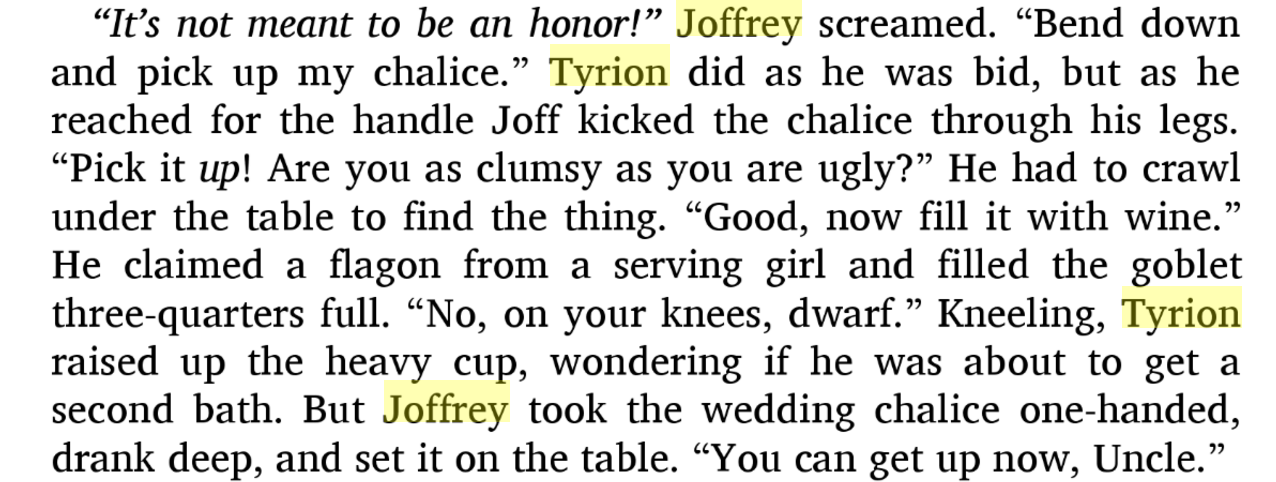 “It’s not meant to be an honor!” Joffrey screamed. “Bend down
and pick up my chalice.” Tyrion did as he was bid, but as he
reached for the handle Joff kicked the chalice through his legs.
“Pick it up! Are you as clumsy as you are ugly?” He had to crawl
under the table to find the thing. “Good, now fill it with wine.”
He claimed a flagon from a serving girl and filled the goblet
three-quarters full. “No, on your knees, dwarf.” Kneeling, Tyrion
raised up the heavy cup, wondering if he was about to get a
second bath. But Joffrey took the wedding chalice one-handed,
drank deep, and set it on the table. “You can get up now, Uncle.”